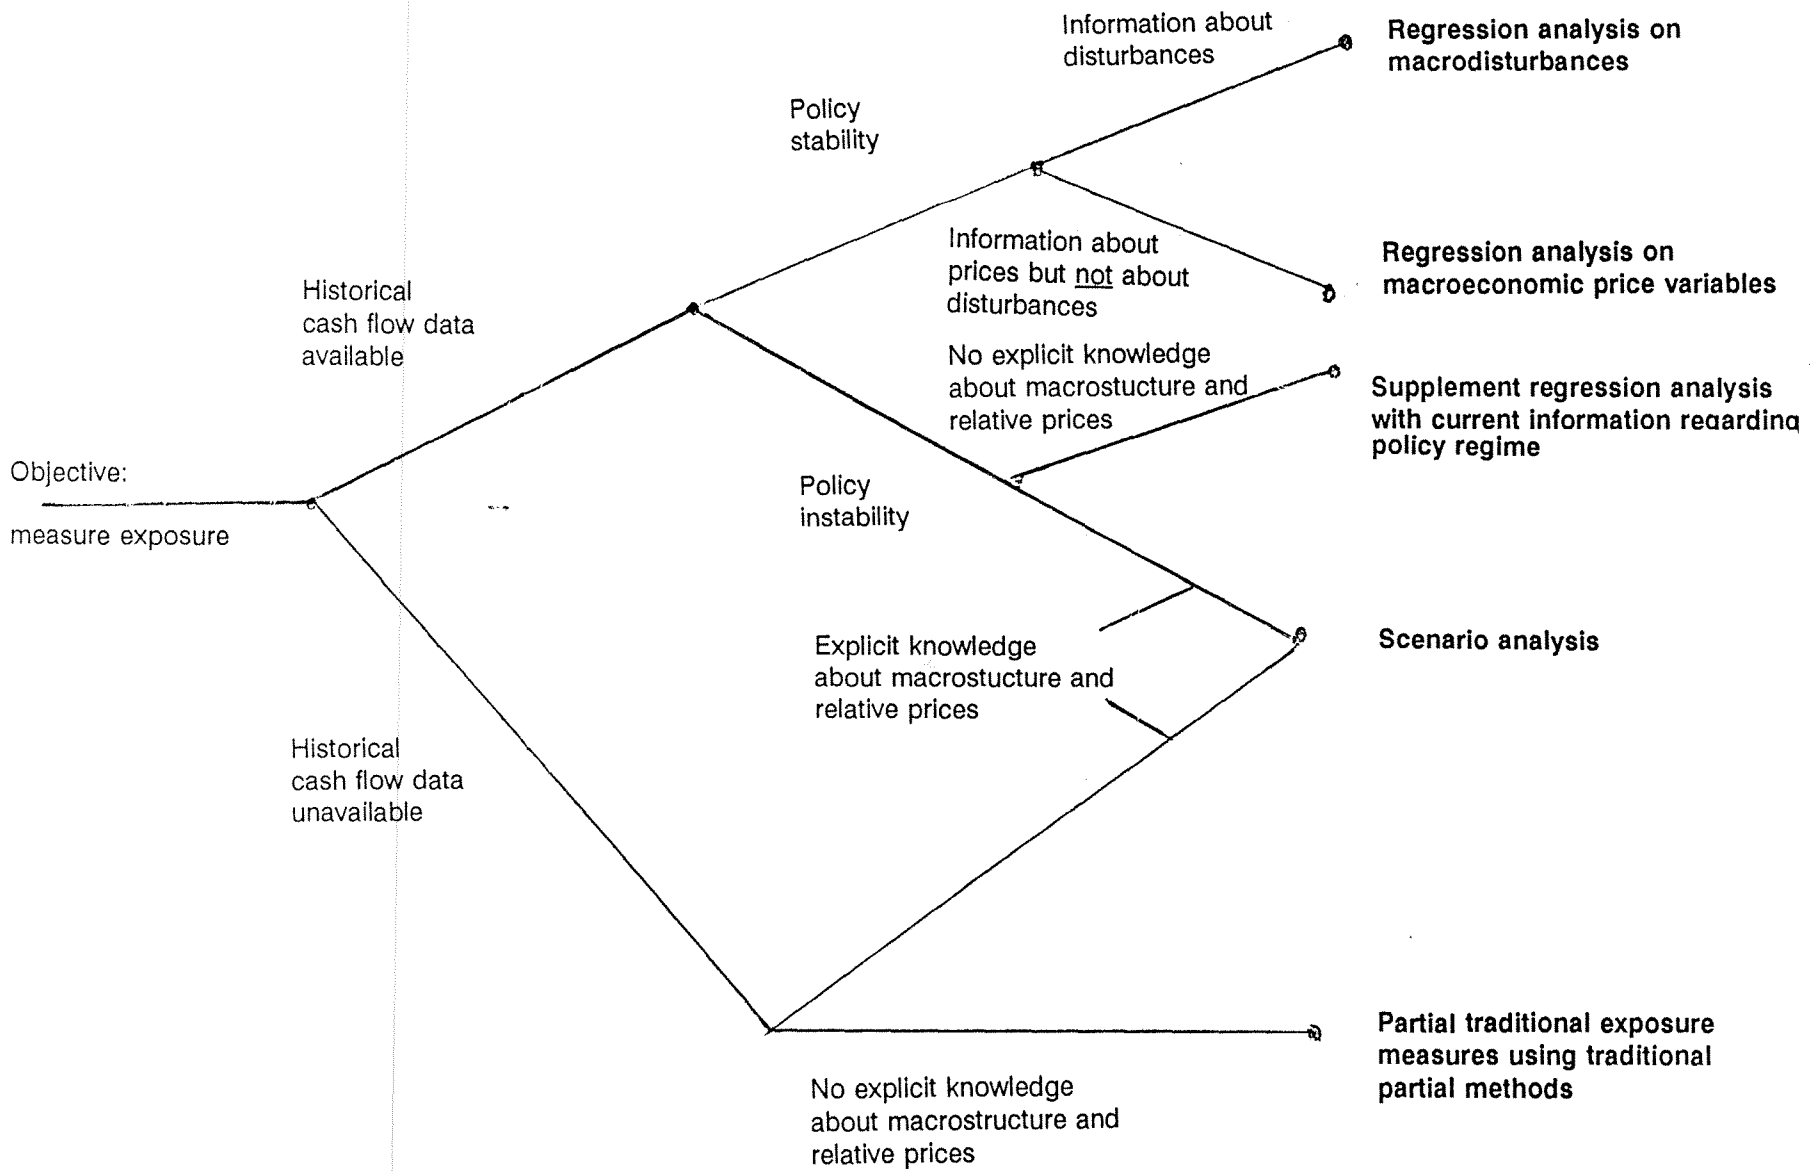 Information about
disturbances
Regression analysis on
macrodisturbances
Policy
stability
Information about
prices but not about
disturbances
Regression analysis on
macroeconomic price variables
Historical
cash flow data
available
No explicit knowledge
about macrostucture and
relative prices
Supplement regression analysis
with current information regarding
policy regime
Objective:
measure exposure
Policy
instability
Explicit knowledge
about macrostucture and
relative prices
Scenario analysis
Historical
cash flow data
unavailable
Partial traditional exposure
measures using traditional
partial methods
No explicit knowledge
about macrostructure and
relative prices